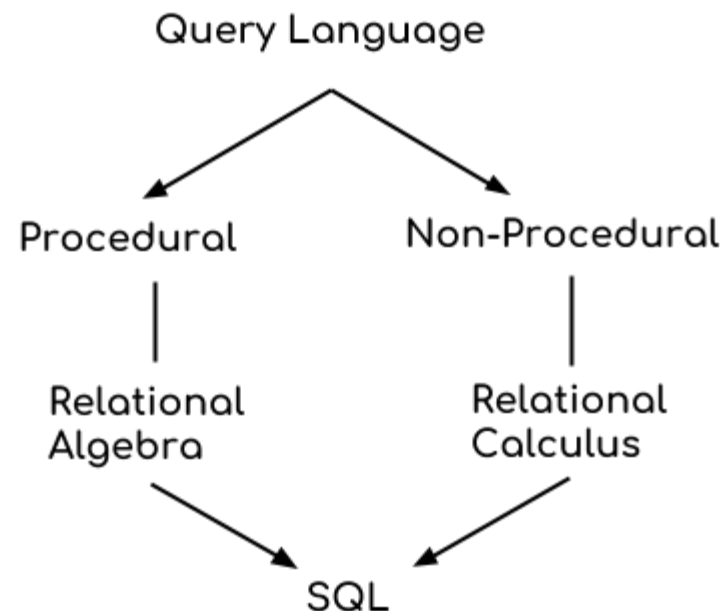 Query Language
Procedural
Non-Procedural
Relational
Algebra
Relational
Calculus
SQL